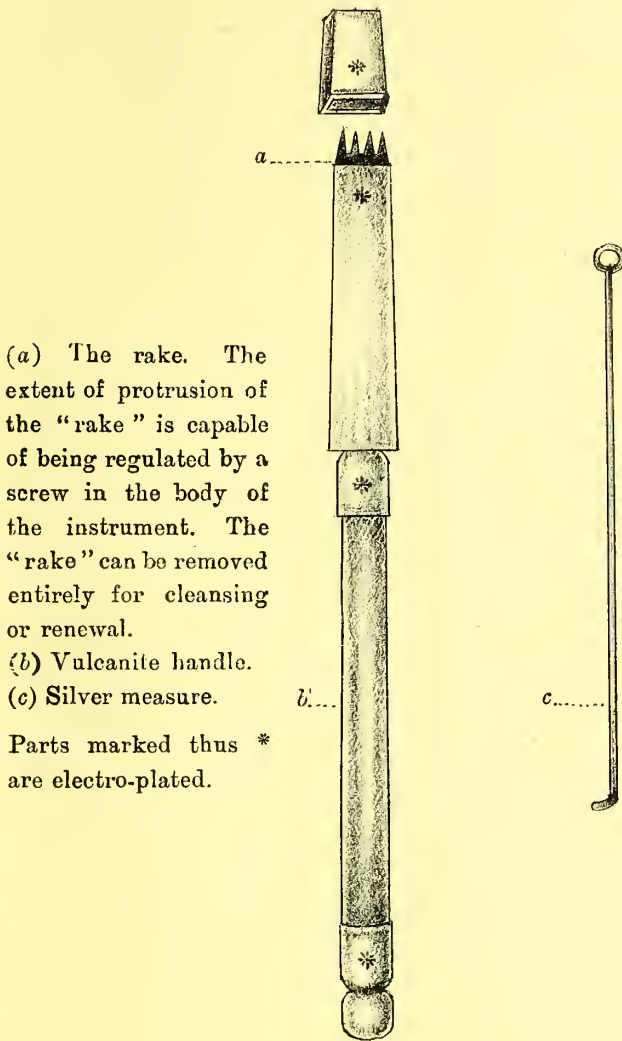 a
(a) The rake. The
extent of protrusion of
the “rake” is capable
of being regulated by a
screw in the body of
the instrument. The
“rake” can be removed
entirely for cleansing
or renewal.
(b) Vulcanite handle.
(c) Silver measure.
b
c
Parts marked thus *
are electro-plated.